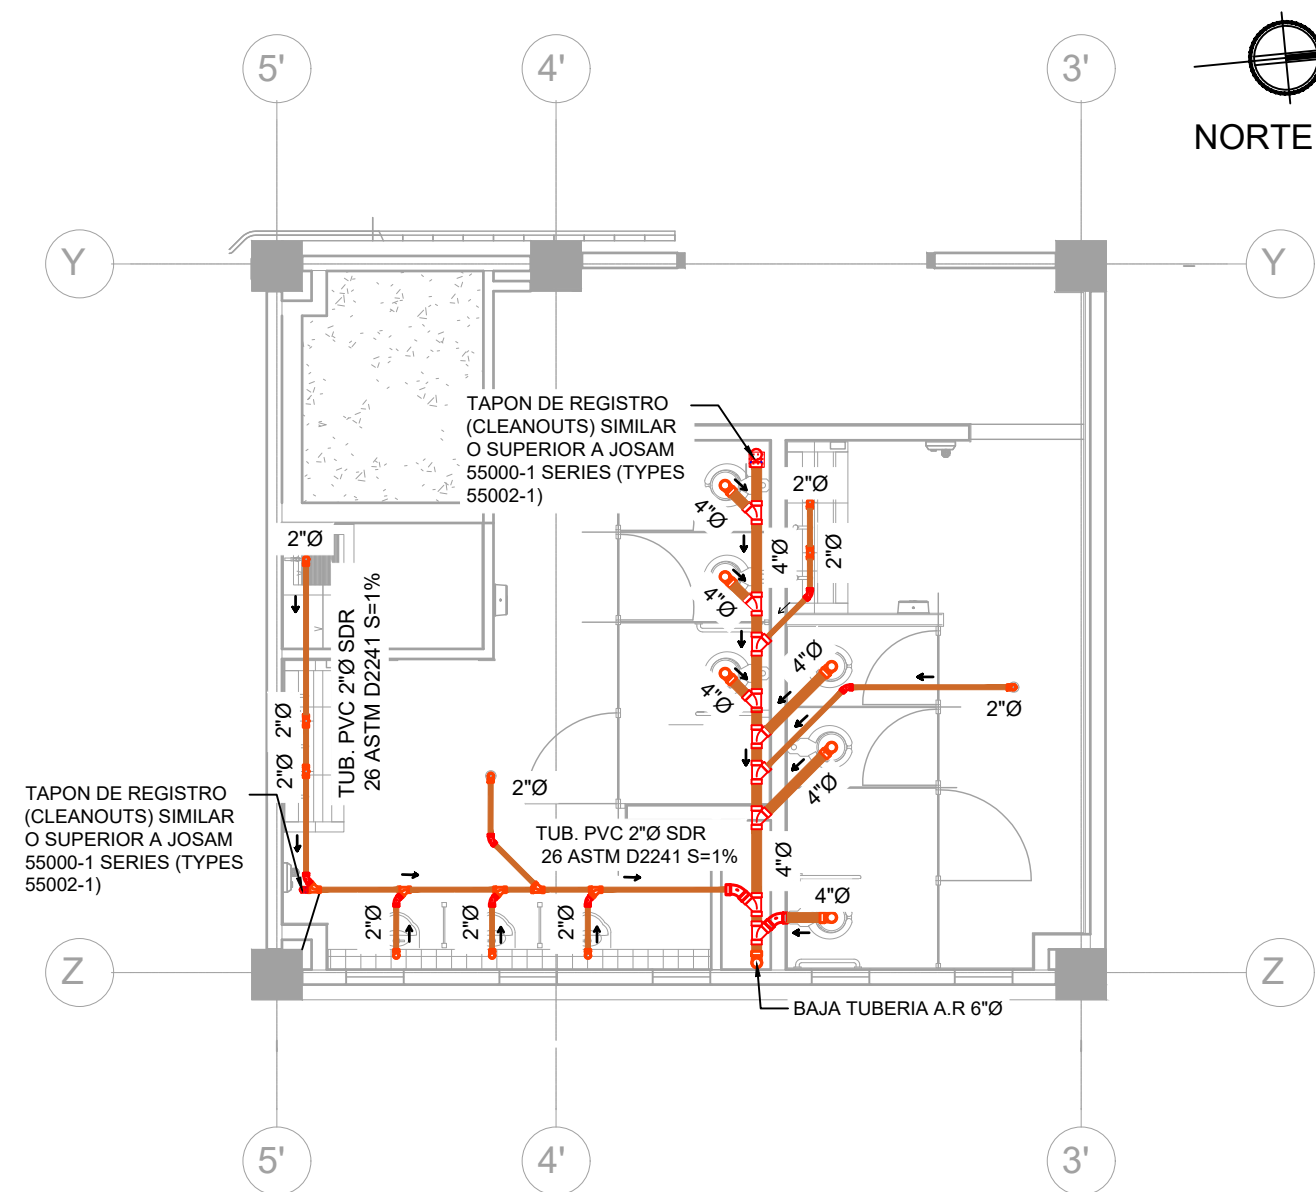 5'
4'
3'
NORTE
Y
Y
TAPON DE REGISTRO
(CLEANOUTS) SIMILAR
O SUPERIOR A JOSAM
55000-1 SERIES (TYPES
55002-1)
2"Ø
4"Ø
4"Ø
2"Ø
2"Ø
TUB. PVC 2"Ø SDR
26 ASTM D2241 S=1%
4"Ø
4"Ø
4"Ø
2"Ø
2"Ø
2"Ø
2"Ø
4"Ø
TAPON DE REGISTRO
(CLEANOUTS) SIMILAR
O SUPERIOR A JOSAM
55000-1 SERIES (TYPES
55002-1)
TUB. PVC 2"Ø SDR
26 ASTM D2241 S=1%
4"Ø
4"Ø
2"Ø
2"Ø
2"Ø
Z
Z
BAJA TUBERIA A.R 6"Ø
5'
4'
3'